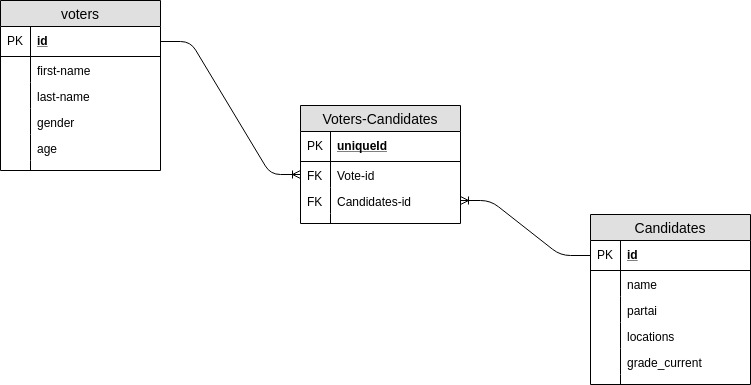 voters
PK id
first-name
last-name
gender
age
Voters-Candidates
PK uniqueId
FK Vote-id
FK Candidates-id
Candidates
PK id
name
partai
locations
grade_current